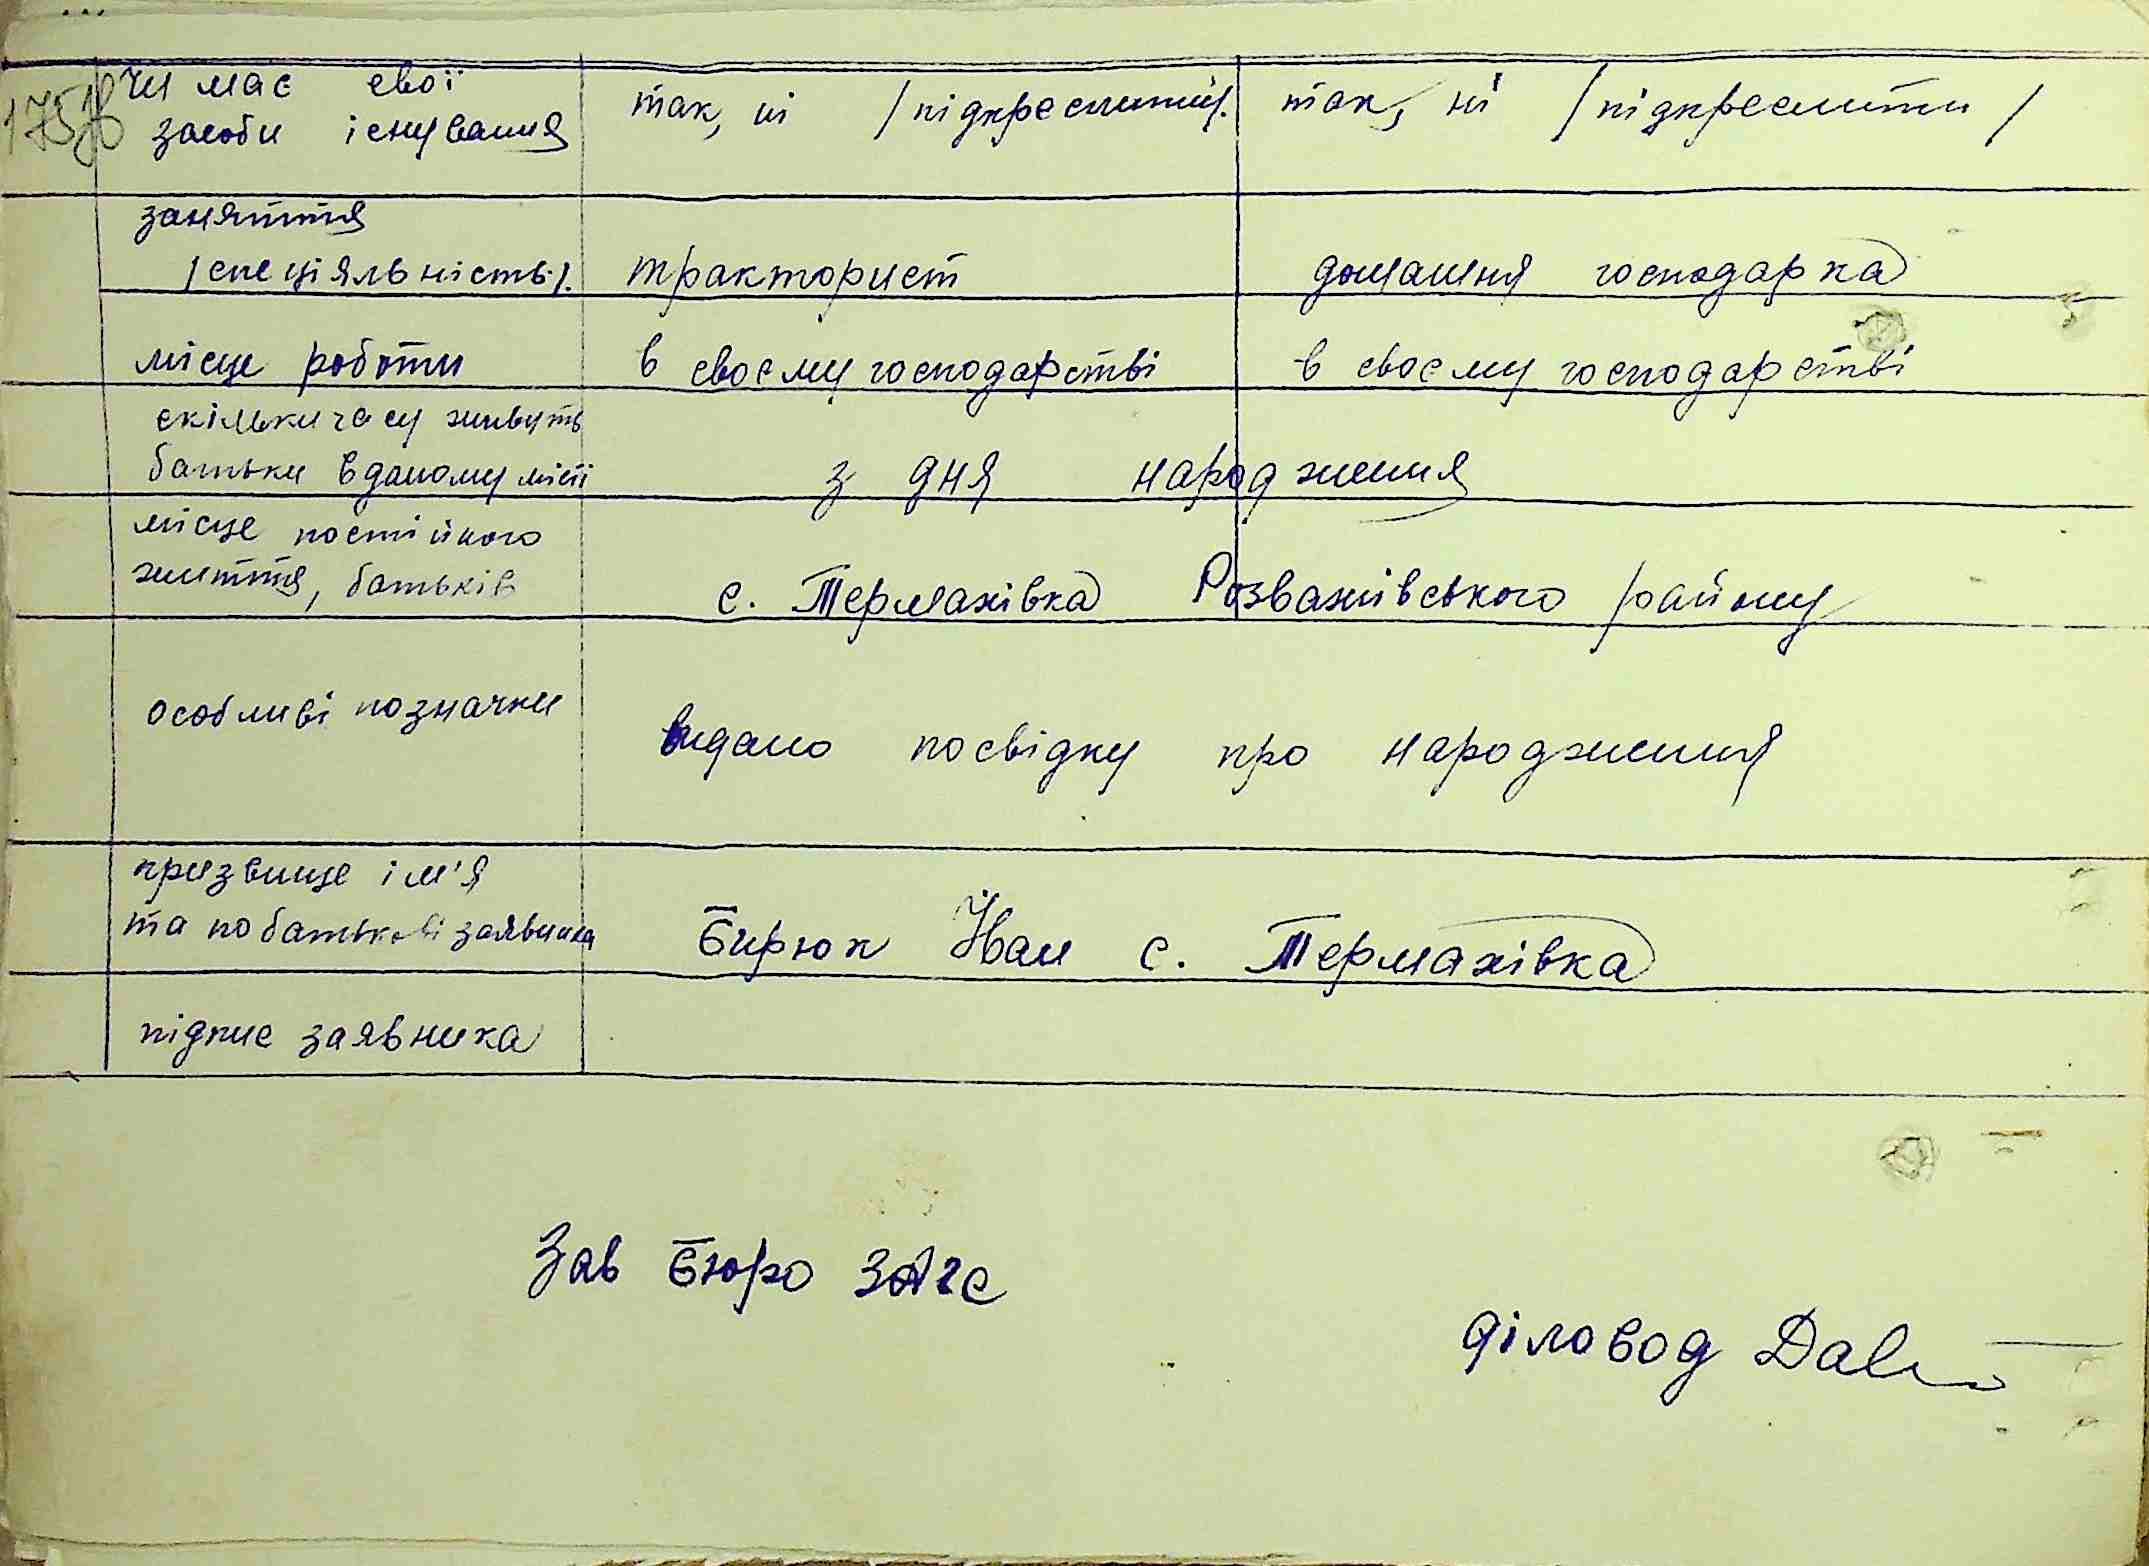 175
чи має свої
засоби існування
так, ні /підкреслити/.
так, ні /підкреслити/
заняття
/спеціяльність/.
тракторист
домашня господарка
місце роботи
в своєму господарстві
в своєму господарстві
скільки часу живуть
батьки в даному місті
з дня народження
місце постійного
життя, батьків
с. Термахівка Розважівського району
особливі позначки
видано посвідку про народження
призвище ім'я
та по батькові заявника
Бирюк Іван с. Термахівка
підпис заявника
Зав Бюро ЗАГС
Діловод